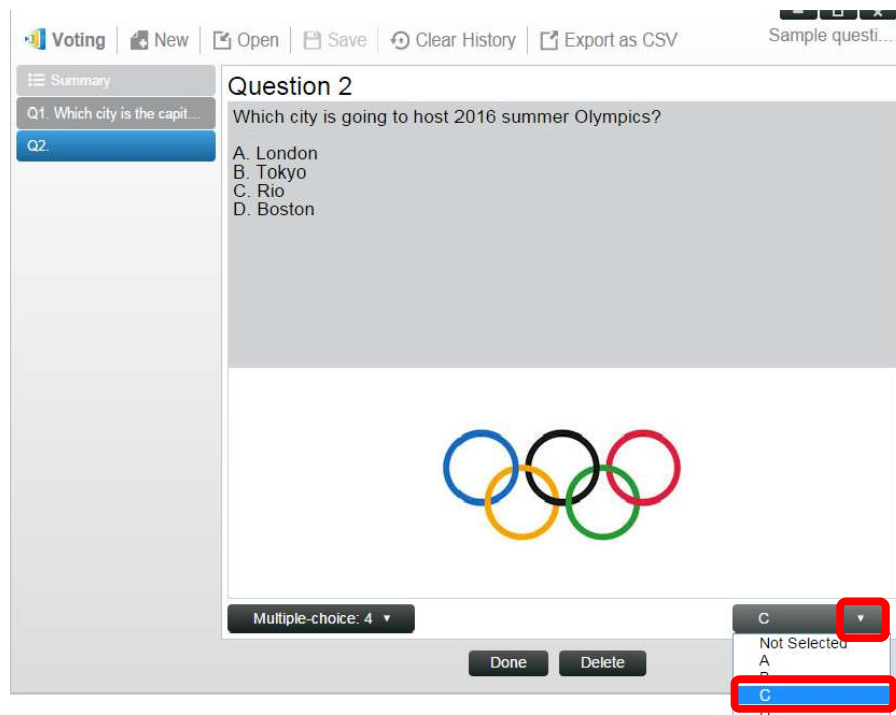 Voting New Open Save Clear History Export as CSV Sample questi...
Summary
Q1. Which city is the capit...
Q2.
Question 2
Which city is going to host 2016 summer Olympics?
A. London
B. Tokyo
C. Rio
D. Boston
Multiple-choice: 4
C
Not Selected
A
C
Done Delete